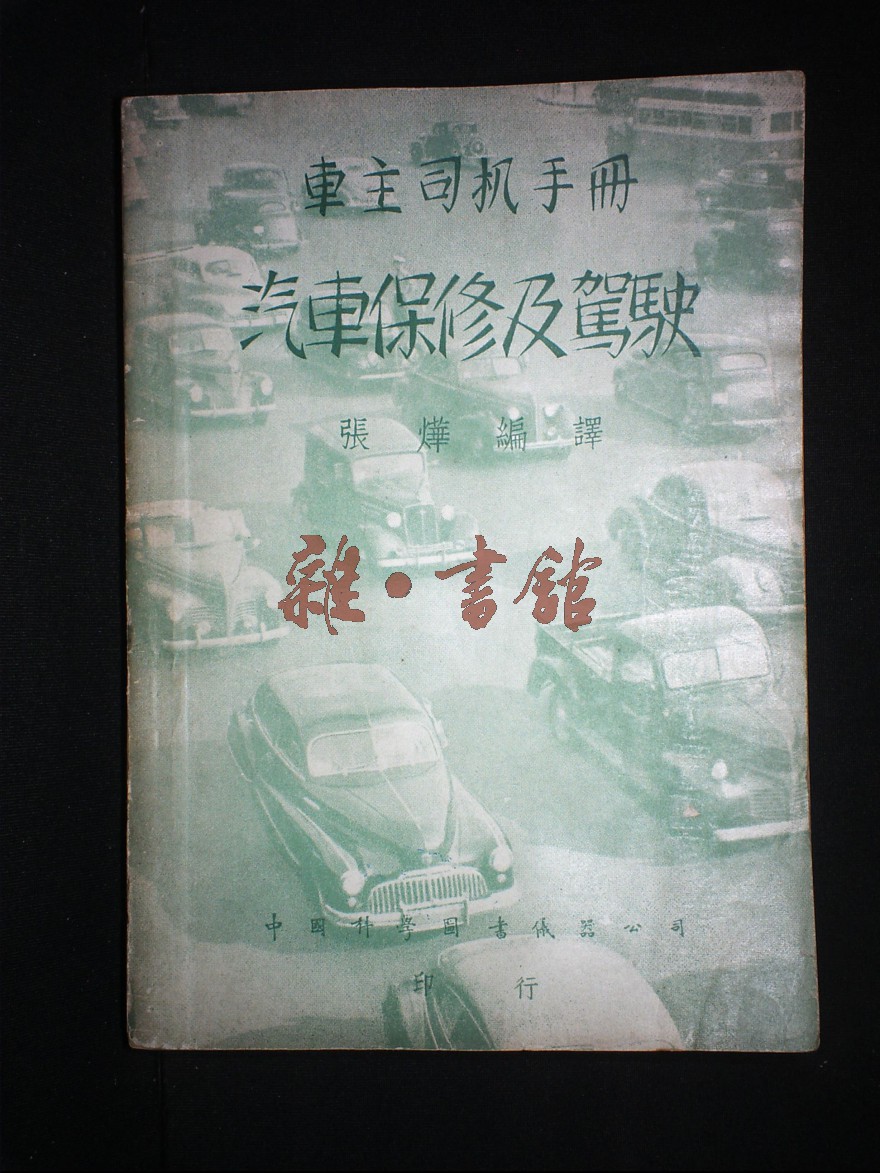 車主司机手冊
汽車保修及駕駛
張燁編譯
雜·書館
中國科學圖書儀器公司
印行